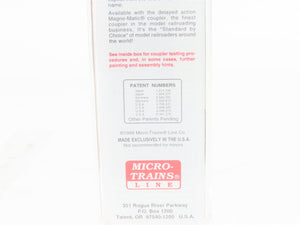 name.
Available with the delayed action
Magne-Matic® coupler, the finest
coupler in the model railroading
business. It's the "Standard by
Choice" of model railroaders around
the world!
See inside box for coupler testing pro-
cedures and, in some cases, further
painting and assembly hints.
PATENT NUMBERS
Other Patents Pending
Micro-Trains® Line Co.
MADE EXCLUSIVELY IN THE U.S.A.
Not recommended for minors.
MICRO-
TRAINS®
LINE
351 Rogue River Parkway
P.O. Box 1200
Talent, OR 97540-1200 U.S.A.